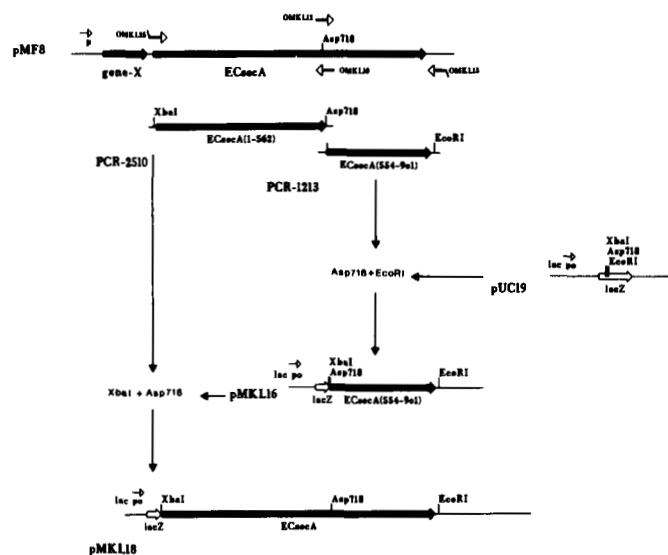 OMKL12
P
OMKL25
Asp718
pMF8
gene-X
ECsecA
OMKL10
OMKL13
XbaI
Asp718
ECsecA(1-562)
EcoRI
PCR-2510
ECsecA(554-901)
PCR-1213
XbaI
Asp718
EcoRI
lac po
Asp718+EcoRI
pUC19
lacZ
XbaI
lac po
Asp718
EcoRI
XbaI + Asp718
pMKL16
lacZ
ECsecA(554-901)
lac po
XbaI
Asp718
EcoRI
lacZ
ECsecA
pMKL18